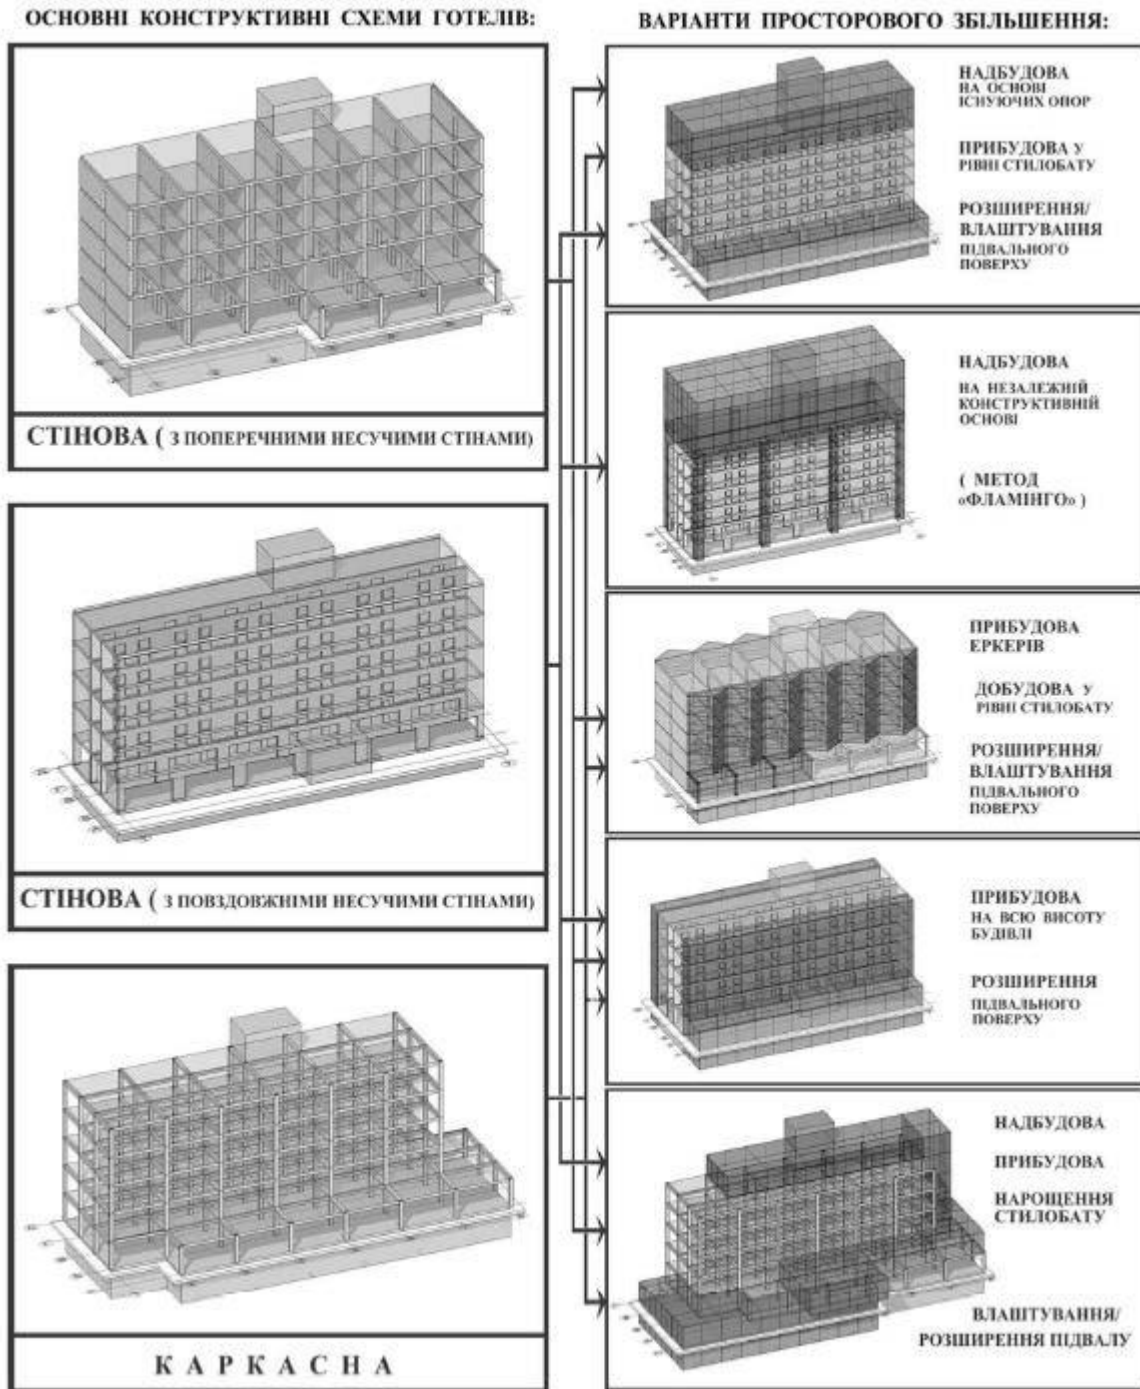 ОСНОВНІ КОНСТРУКТИВНІ СХЕМИ ГОТЕЛІВ:
СТІНОВА ( З ПОПЕРЕЧНИМИ НЕСУЧИМИ СТІНАМИ)
СТІНОВА ( З ПОВЗДОВЖНІМИ НЕСУЧИМИ СТІНАМИ)
КАРКАСНА
ВАРІАНТИ ПРОСТОРОВОГО ЗБІЛЬШЕННЯ:
НАДБУДОВА
НА ОСНОВІ
ІСНУЮЧИХ ОПОР
ПРИБУДОВА У
РІВНІ СТИЛОБАТУ
РОЗШИРЕННЯ/
ВЛАШТУВАННЯ
ПІДВАЛЬНОГО
ПОВЕРХУ
НАДБУДОВА
НА НЕЗАЛЕЖНІЙ
КОНСТРУКТИВНІЙ
ОСНОВІ
( МЕТОД
«ФЛАМІНГО» )
ПРИБУДОВА
ЕРКЕРІВ
ДОБУДОВА У
РІВНІ СТИЛОБАТУ
РОЗШИРЕННЯ/
ВЛАШТУВАННЯ
ПІДВАЛЬНОГО
ПОВЕРХУ
ПРИБУДОВА
НА ВСЮ ВИСОТУ
БУДІВЛІ
РОЗШИРЕННЯ
ПІДВАЛЬНОГО
ПОВЕРХУ
НАДБУДОВА
ПРИБУДОВА
НАРОЩЕННЯ
СТИЛОБАТУ
ВЛАШТУВАННЯ/
РОЗШИРЕННЯ ПІДВАЛУ